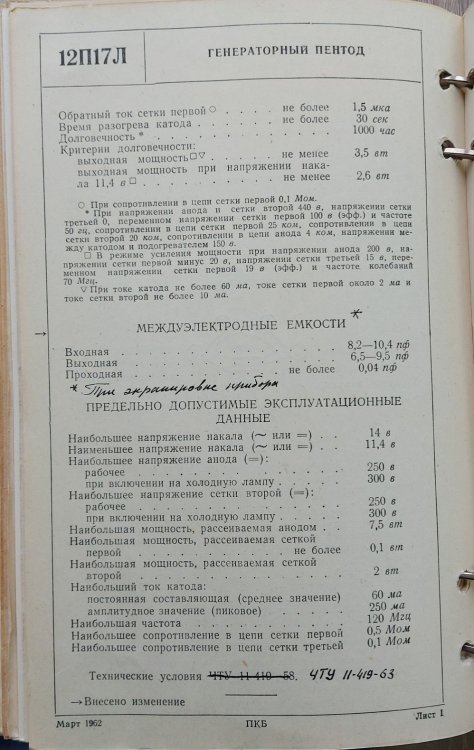 12П17Л
ГЕНЕРАТОРНЫЙ ПЕНТОД
Обратный ток сетки первой ○ . . . . не более 1,5 мка
Время разогрева катода . . . . . . не более 30 сек
Долговечность * . . . . . . . . . . 1000 час
Критерии долговечности:
выходная мощность □▽ . . . . . . не менее 3,5 вт
выходная мощность при напряжении нака-
ла 11,4 в □ . . . . . . . . . не менее 2,6 вт
○ При сопротивлении в цепи сетки первой 0,1 Мом.
* При напряжении анода и сетки второй 440 в, напряжении сетки
третьей 0, переменном напряжении сетки первой 100 в (эфф.) и частоте
50 гц, сопротивлении в цепи сетки первой 25 ком, сопротивлении в цепи
сетки второй 20 ком, сопротивлении в цепи анода 4 ком, напряжении ме-
жду катодом и подогревателем 150 в.
□ В режиме усиления мощности при напряжении анода 200 в, на-
пряжении сетки первой минус 20 в, напряжении сетки третьей 15 в, пере-
менном напряжении сетки первой 19 в (эфф.) и частоте колебаний
70 Мгц.
▽ При токе катода не более 60 ма, токе сетки первой около 2 ма и
токе сетки второй не более 10 ма.
→ МЕЖДУЭЛЕКТРОДНЫЕ ЕМКОСТИ *
Входная . . . . . . . . . . . . 8,2—10,4 пф
Выходная . . . . . . . . . . . . 6,5—9,5 пф
Проходная . . . . . . . . . . не более 0,04 пф
* При экранировке прибора
ПРЕДЕЛЬНО ДОПУСТИМЫЕ ЭКСПЛУАТАЦИОННЫЕ
ДАННЫЕ
Наибольшее напряжение накала (~ или =) . . 14 в
Наименьшее напряжение накала (~ или =) . . 11,4 в
Наибольшее напряжение анода (=):
рабочее . . . . . . . . . . . . 250 в
при включении на холодную лампу . . . . 300 в
Наибольшее напряжение сетки второй (=):
рабочее . . . . . . . . . . . . 250 в
при включении на холодную лампу . . . . 300 в
Наибольшая мощность, рассеиваемая анодом . . 7,5 вт
Наибольшая мощность, рассеиваемая сеткой
первой . . . . . . . . . . не более 0,1 вт
Наибольшая мощность, рассеиваемая сеткой
второй . . . . . . . . . . . . 2 вт
Наибольший ток катода:
постоянная составляющая (среднее значение) 60 ма
амплитудное значение (пиковое) . . . . 250 ма
Наибольшая частота . . . . . . . . . 120 Мгц
Наибольшее сопротивление в цепи сетки первой 0,5 Мом
Наибольшее сопротивление в цепи сетки третьей 0,1 Мом
Технические условия ЧТУ 11-419—58. ЧТУ 11-419-63
→ Внесено изменение
Март 1962 ПКБ Лист 1